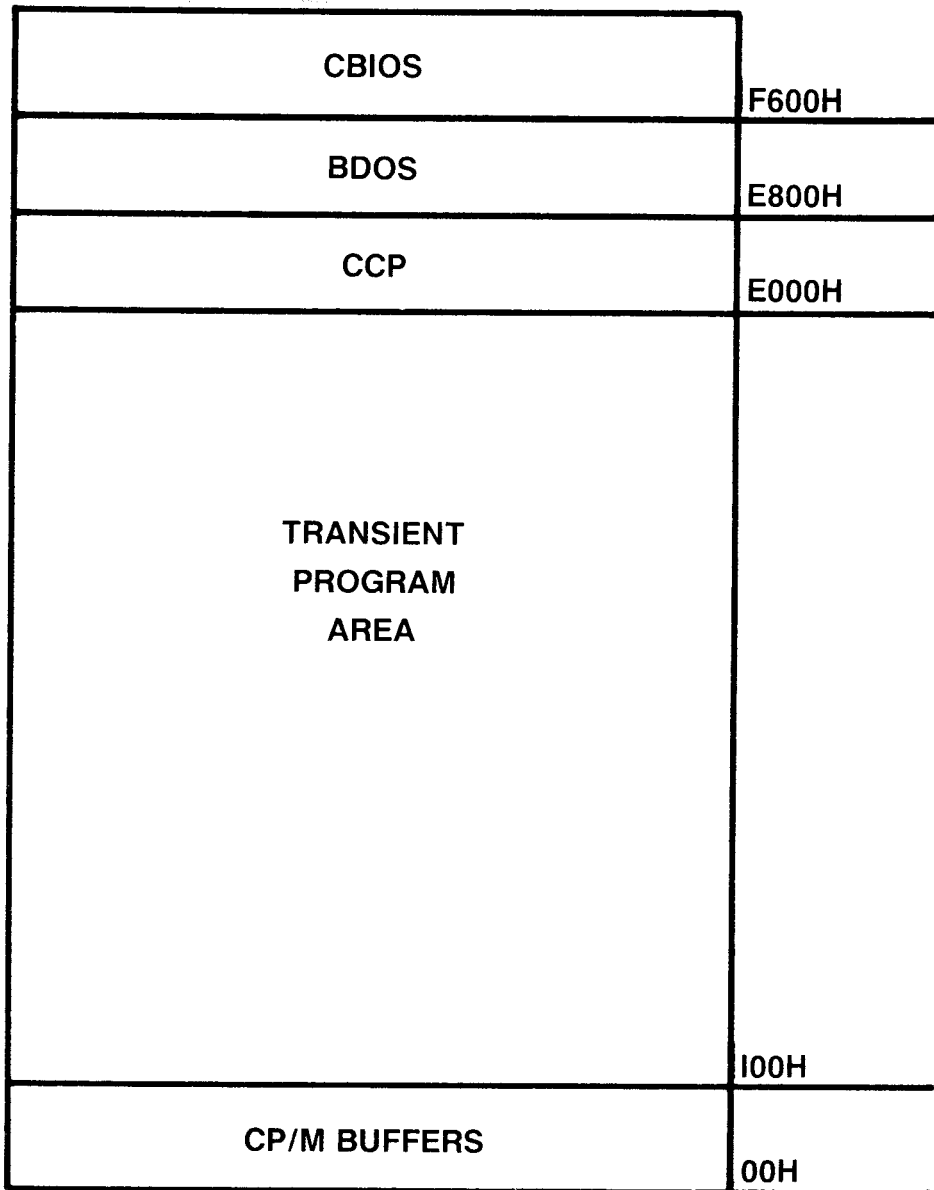 CBIOS
F600H
BDOS
E800H
CCP
E000H
TRANSIENT
PROGRAM
AREA
I00H
CP/M BUFFERS
00H